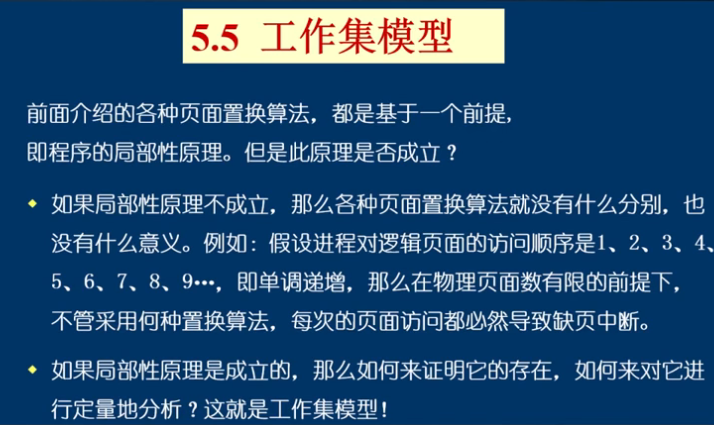 5.5 工作集模型
前面介绍的各种页面置换算法，都是基于一个前提，
即程序的局部性原理。但是此原理是否成立？
如果局部性原理不成立，那么各种页面置换算法就没有什么分别，也
没有什么意义。例如：假设进程对逻辑页面的访问顺序是1、2、3、4、
5、6、7、8、9…，即单调递增，那么在物理页面数有限的前提下，
不管采用何种置换算法，每次的页面访问都必然导致缺页中断。
如果局部性原理是成立的，那么如何来证明它的存在，如何来对它进
行定量地分析？这就是工作集模型！